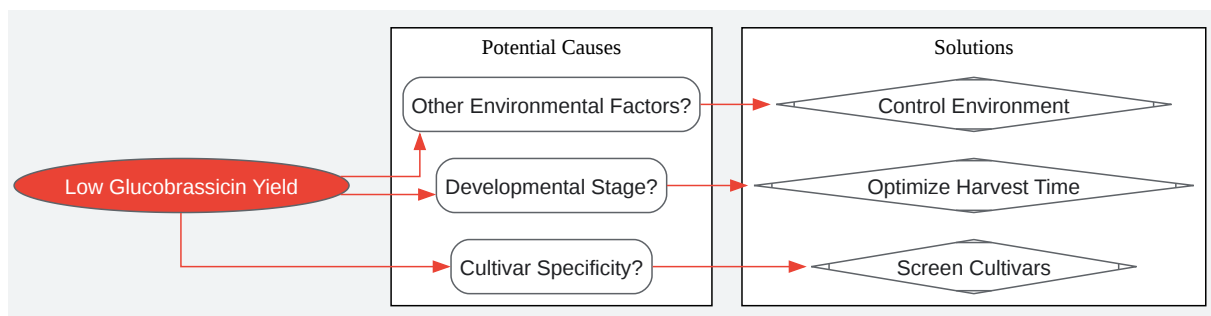 Potential Causes
Solutions
Other Environmental Factors?
Control Environment
Low Glucobrassicin Yield
Developmental Stage?
Optimize Harvest Time
Cultivar Specificity?
Screen Cultivars